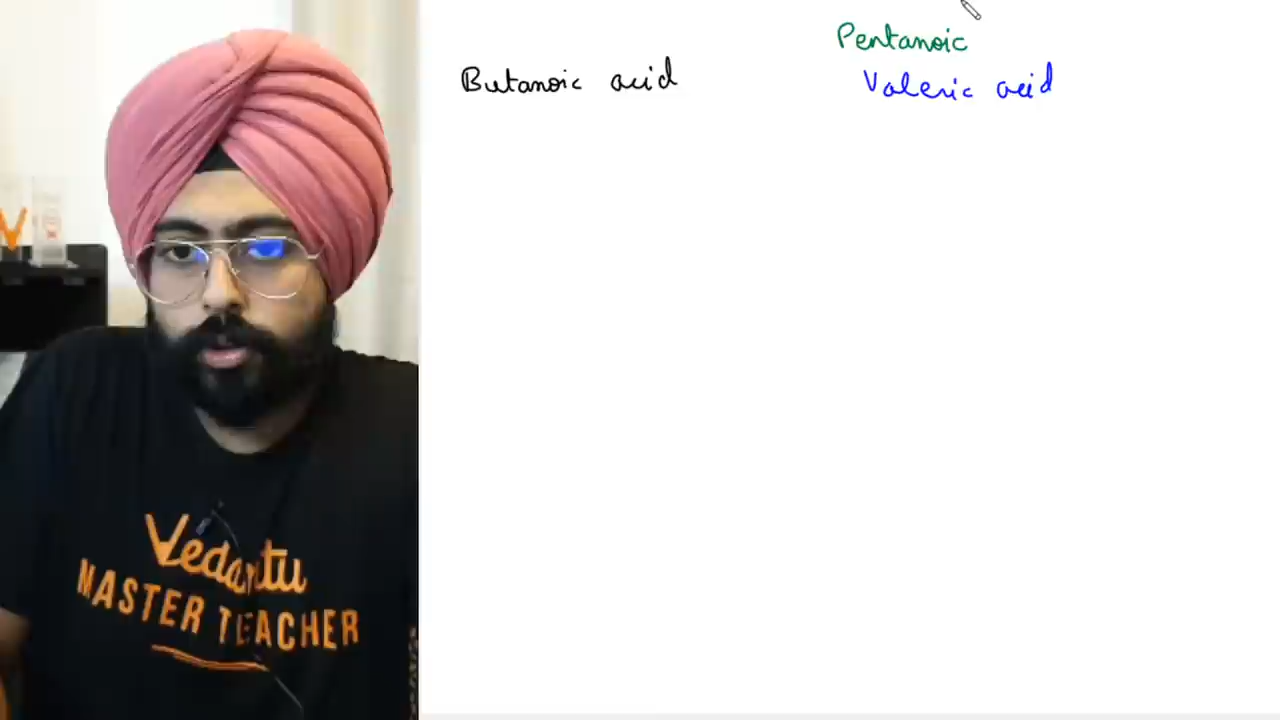 Pentanoic
Butanoic acid
Valeric acid
Vedantu
MASTER TEACHER